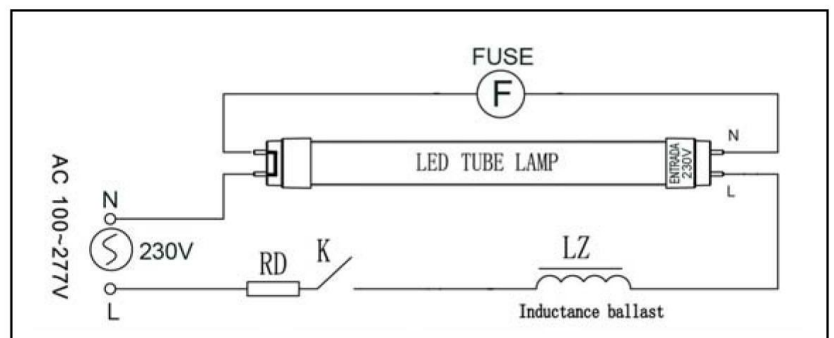 FUSE
F
N
LED TUBE LAMP
ENTRADA
230V
L
AC 100~277V
N
230V
L
RD
K
LZ
Inductance ballast